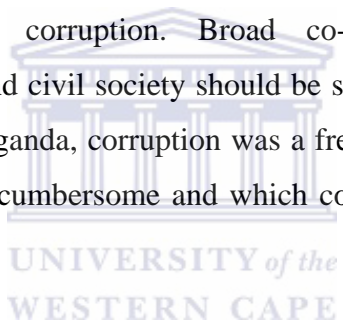 corruption. Broad co-
d civil society should be s
ganda, corruption was a fre
cumbersome and which co
UNIVERSITY of the
WESTERN CAPE